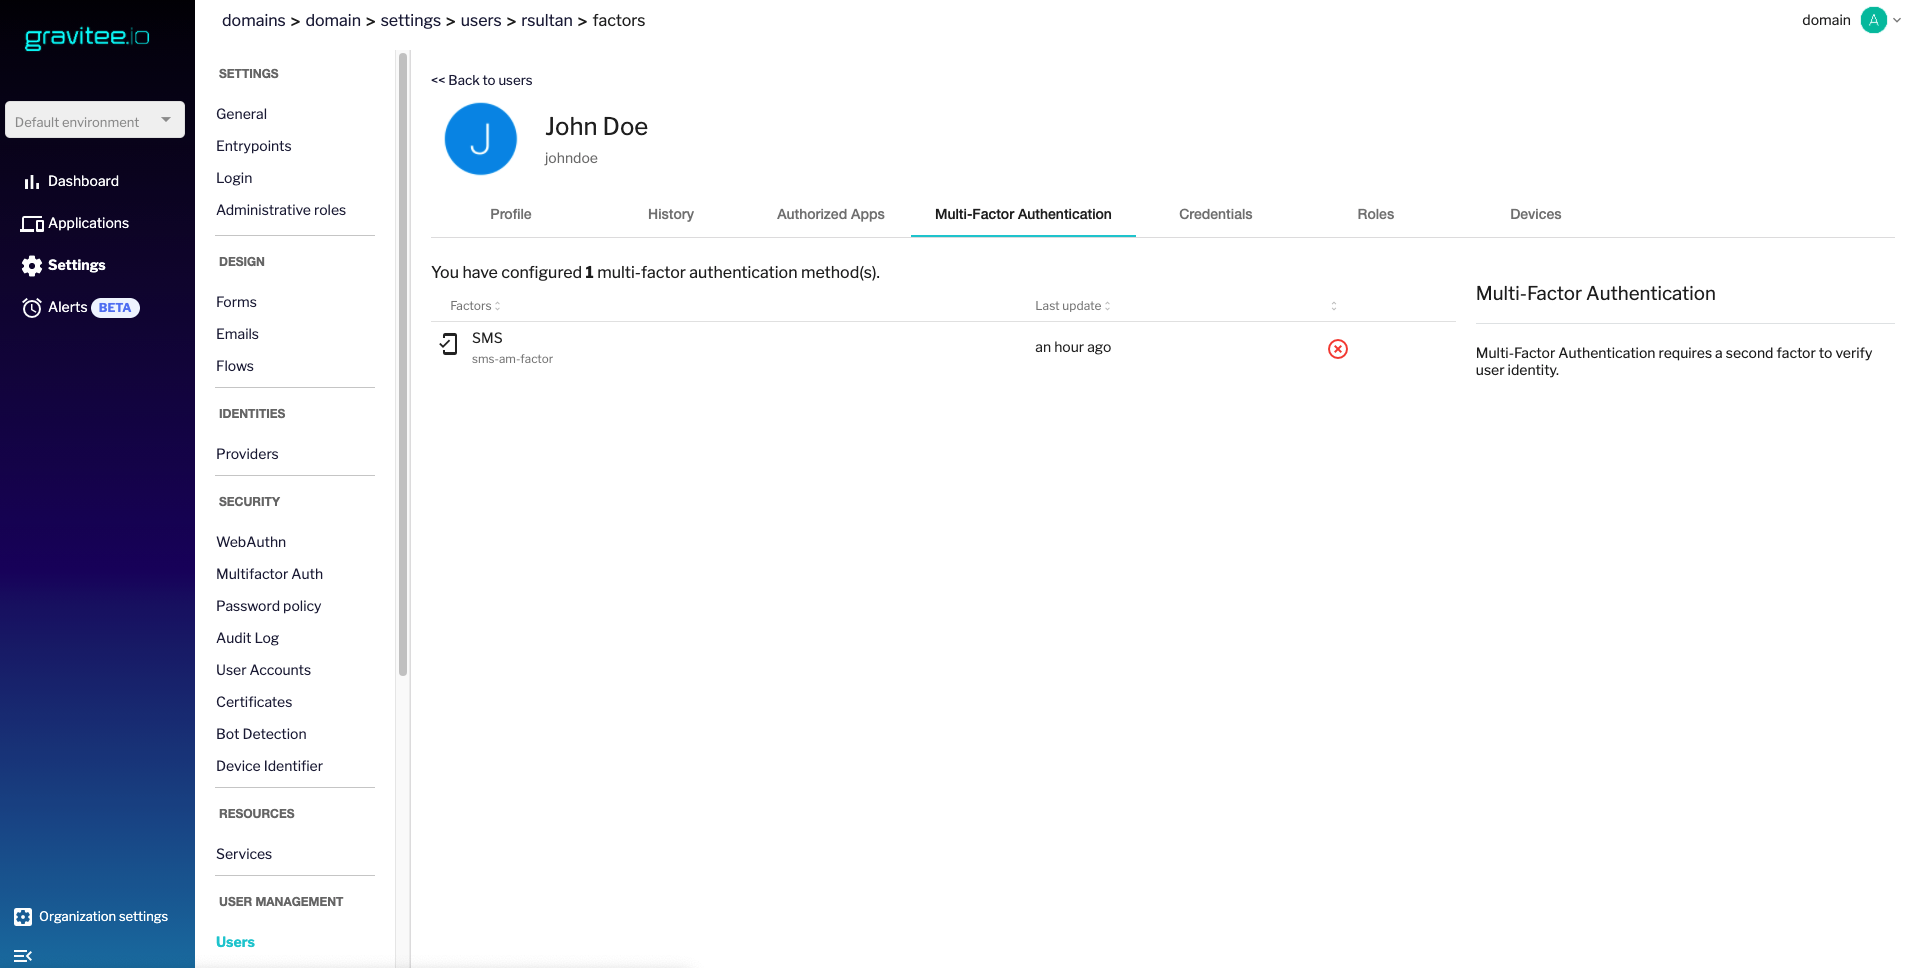 gravitee.io
domains > domain > settings > users > rsultan > factors
domain A
Default environment
Dashboard
Applications
Settings
Alerts BETA
Organization settings
SETTINGS
General
Entrypoints
Login
Administrative roles
DESIGN
Forms
Emails
Flows
IDENTITIES
Providers
SECURITY
WebAuthn
Multifactor Auth
Password policy
Audit Log
User Accounts
Certificates
Bot Detection
Device Identifier
RESOURCES
Services
USER MANAGEMENT
Users
<< Back to users
J
John Doe
johndoe
Profile History Authorized Apps Multi-Factor Authentication Credentials Roles Devices
You have configured 1 multi-factor authentication method(s).
Factors Last update
SMS
sms-am-factor
an hour ago
Multi-Factor Authentication
Multi-Factor Authentication requires a second factor to verify
user identity.